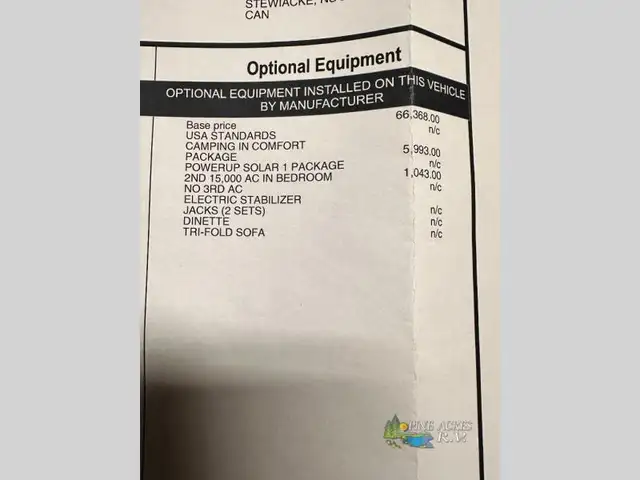 STEWIACKE,
CAN
Optional Equipment
OPTIONAL EQUIPMENT INSTALLED ON THIS VEHICLE
BY MANUFACTURER
Base price 66,368.00
USA STANDARDS n/c
CAMPING IN COMFORT
PACKAGE 5,993.00
POWERUP SOLAR 1 PACKAGE n/c
2ND 15,000 AC IN BEDROOM 1,043.00
NO 3RD AC n/c
ELECTRIC STABILIZER
JACKS (2 SETS) n/c
DINETTE n/c
TRI-FOLD SOFA n/c
PINE ACRES
R.V.